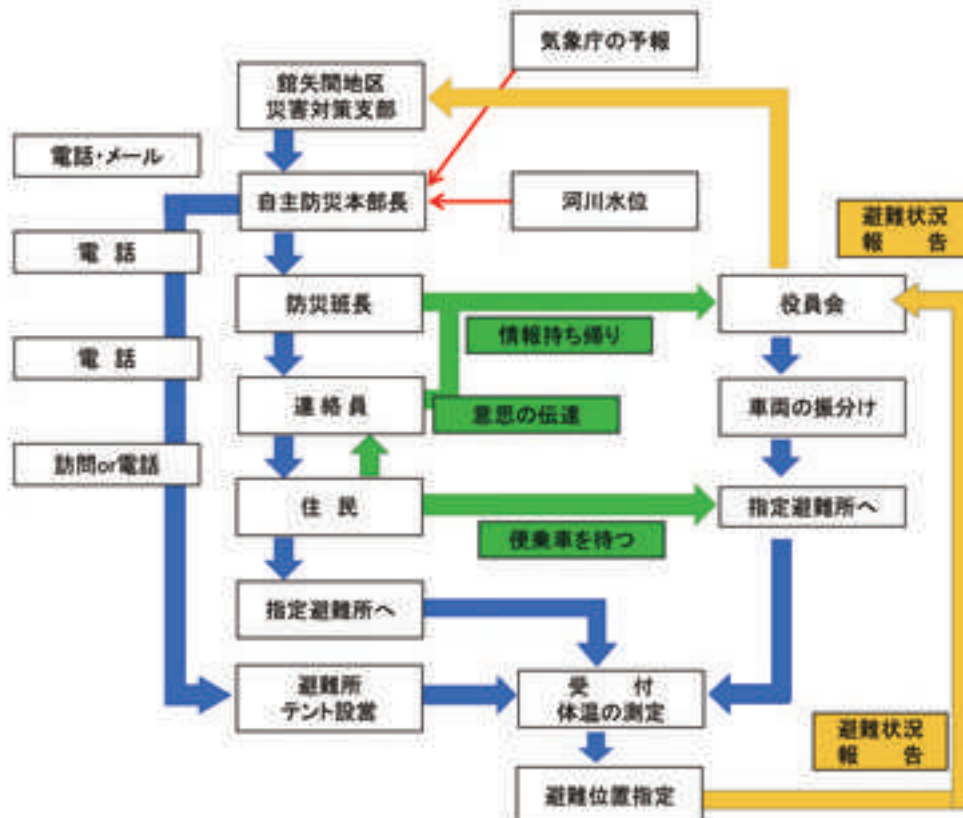 気象庁の予報
館矢間地区
災害対策支部
電話・メール
自主防災本部長
河川水位
避難状況
報　告
電　話
防災班長
役員会
情報持ち帰り
電　話
連絡員
意思の伝達
車両の振分け
訪問or電話
住　民
指定避難所へ
便乗車を待つ
指定避難所へ
避難所
テント設営
受　付
体温の測定
避難状況
報　告
避難位置指定